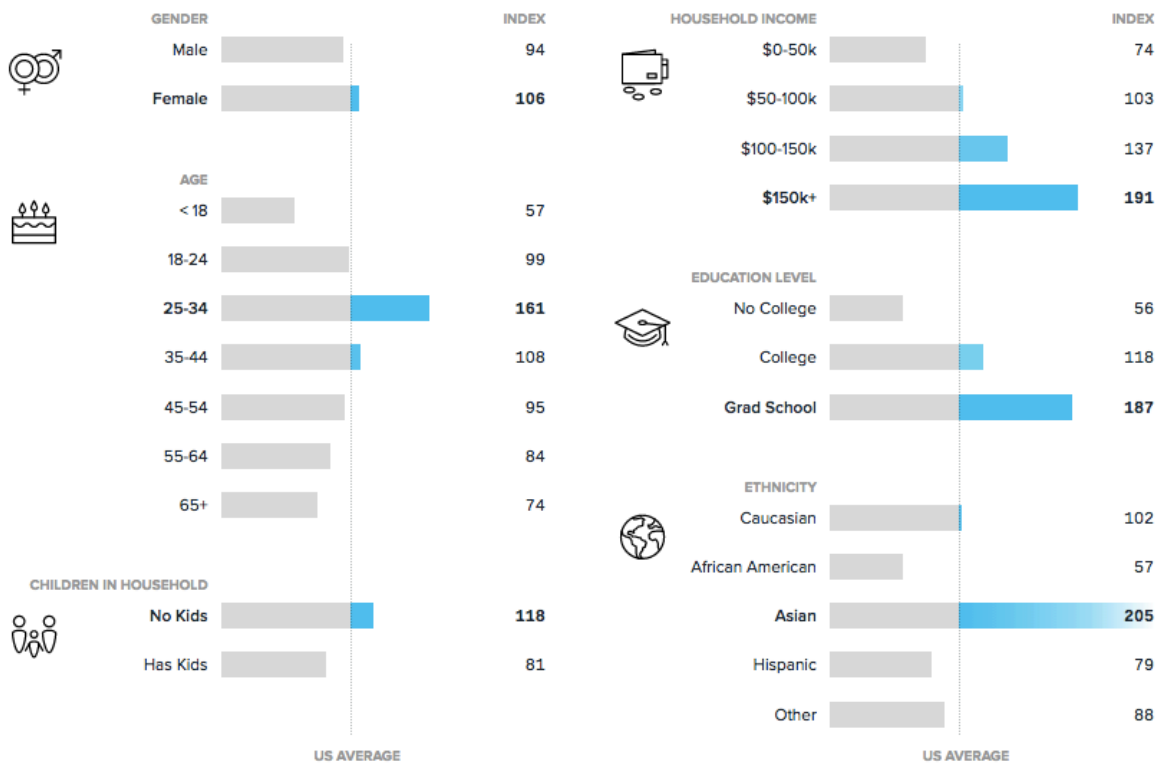 GENDER INDEX
Male 94
Female 106
AGE
< 18 57
18-24 99
25-34 161
35-44 108
45-54 95
55-64 84
65+ 74
CHILDREN IN HOUSEHOLD
No Kids 118
Has Kids 81
US AVERAGE
HOUSEHOLD INCOME INDEX
$0-50k 74
$50-100k 103
$100-150k 137
$150k+ 191
EDUCATION LEVEL
No College 56
College 118
Grad School 187
ETHNICITY
Caucasian 102
African American 57
Asian 205
Hispanic 79
Other 88
US AVERAGE